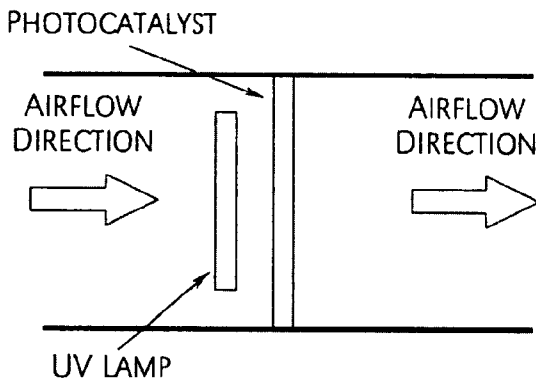 PHOTOCATALYST
AIRFLOW
DIRECTION
AIRFLOW
DIRECTION
UV LAMP